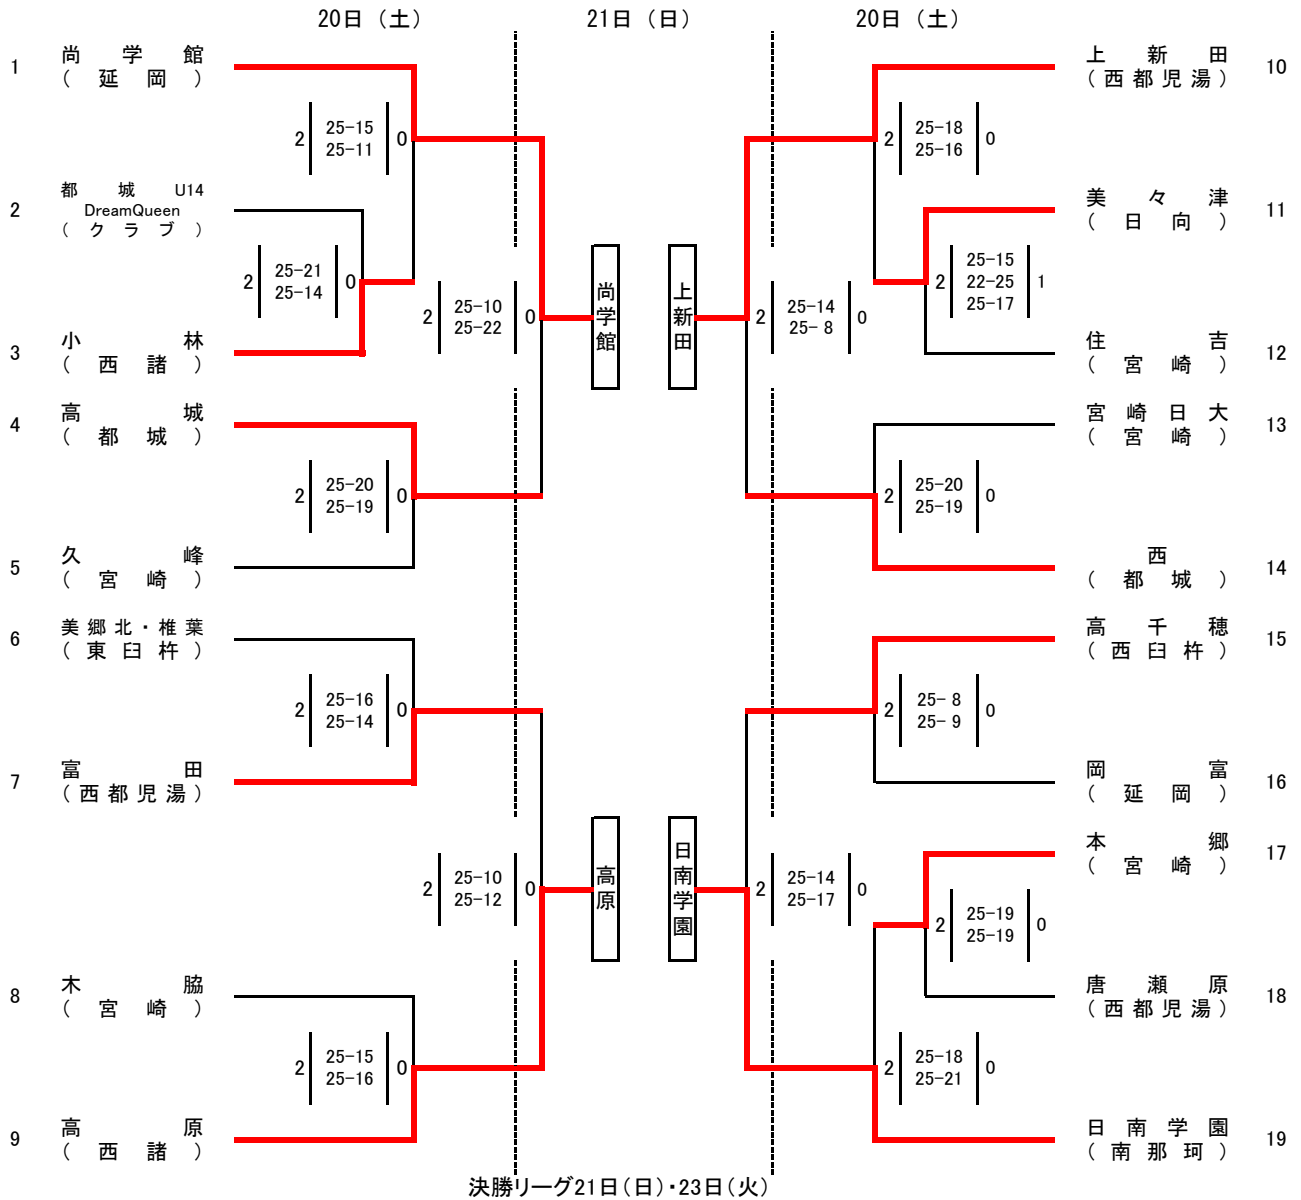 20日（土）
21日（日）
20日（土）
1
尚学館
（延岡）
2
都城 U14
DreamQueen
（クラブ）
3
小林
（西諸）
4
高城
（都城）
5
久峰
（宮崎）
6
美郷北・椎葉
（東臼杵）
7
富田
（西都児湯）
8
木脇
（宮崎）
9
高原
（西諸）
2 25-15 0
25-11
2 25-21 0
25-14
2 25-10 0
25-22
2 25-20 0
25-19
2 25-16 0
25-14
2 25-10 0
25-12
2 25-15 0
25-16
尚学館
上新田
高原
日南学園
2 25-18 0
25-16
2 25-15 1
22-25
25-17
2 25-14 0
25- 8
2 25-20 0
25-19
2 25- 8 0
25- 9
2 25-14 0
25-17
2 25-19 0
25-19
2 25-18 0
25-21
上新田
（西都児湯）
10
美々津
（日向）
11
住吉
（宮崎）
12
宮崎日大
（宮崎）
13
西
（都城）
14
高千穂
（西臼杵）
15
岡富
（延岡）
16
本郷
（宮崎）
17
唐瀬原
（西都児湯）
18
日南学園
（南那珂）
19
決勝リーグ21日（日）・23日（火）